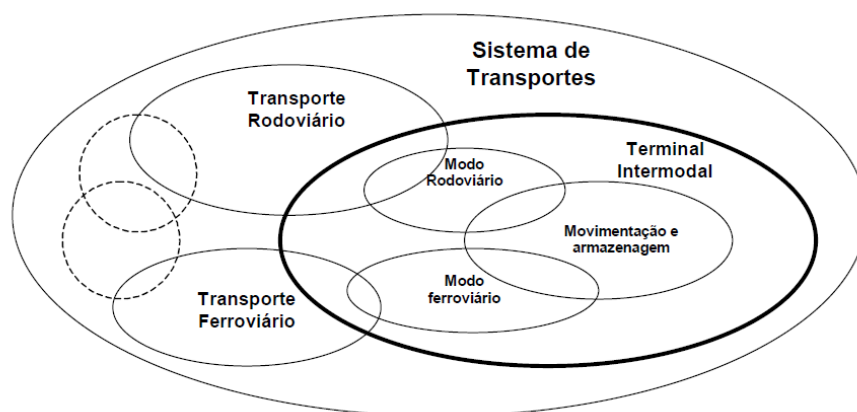 Sistema de
Transportes
Transporte
Rodoviário
Terminal
Intermodal
Modo
Rodoviário
Movimentação e
armazenagem
Modo
ferroviário
Transporte
Ferroviário